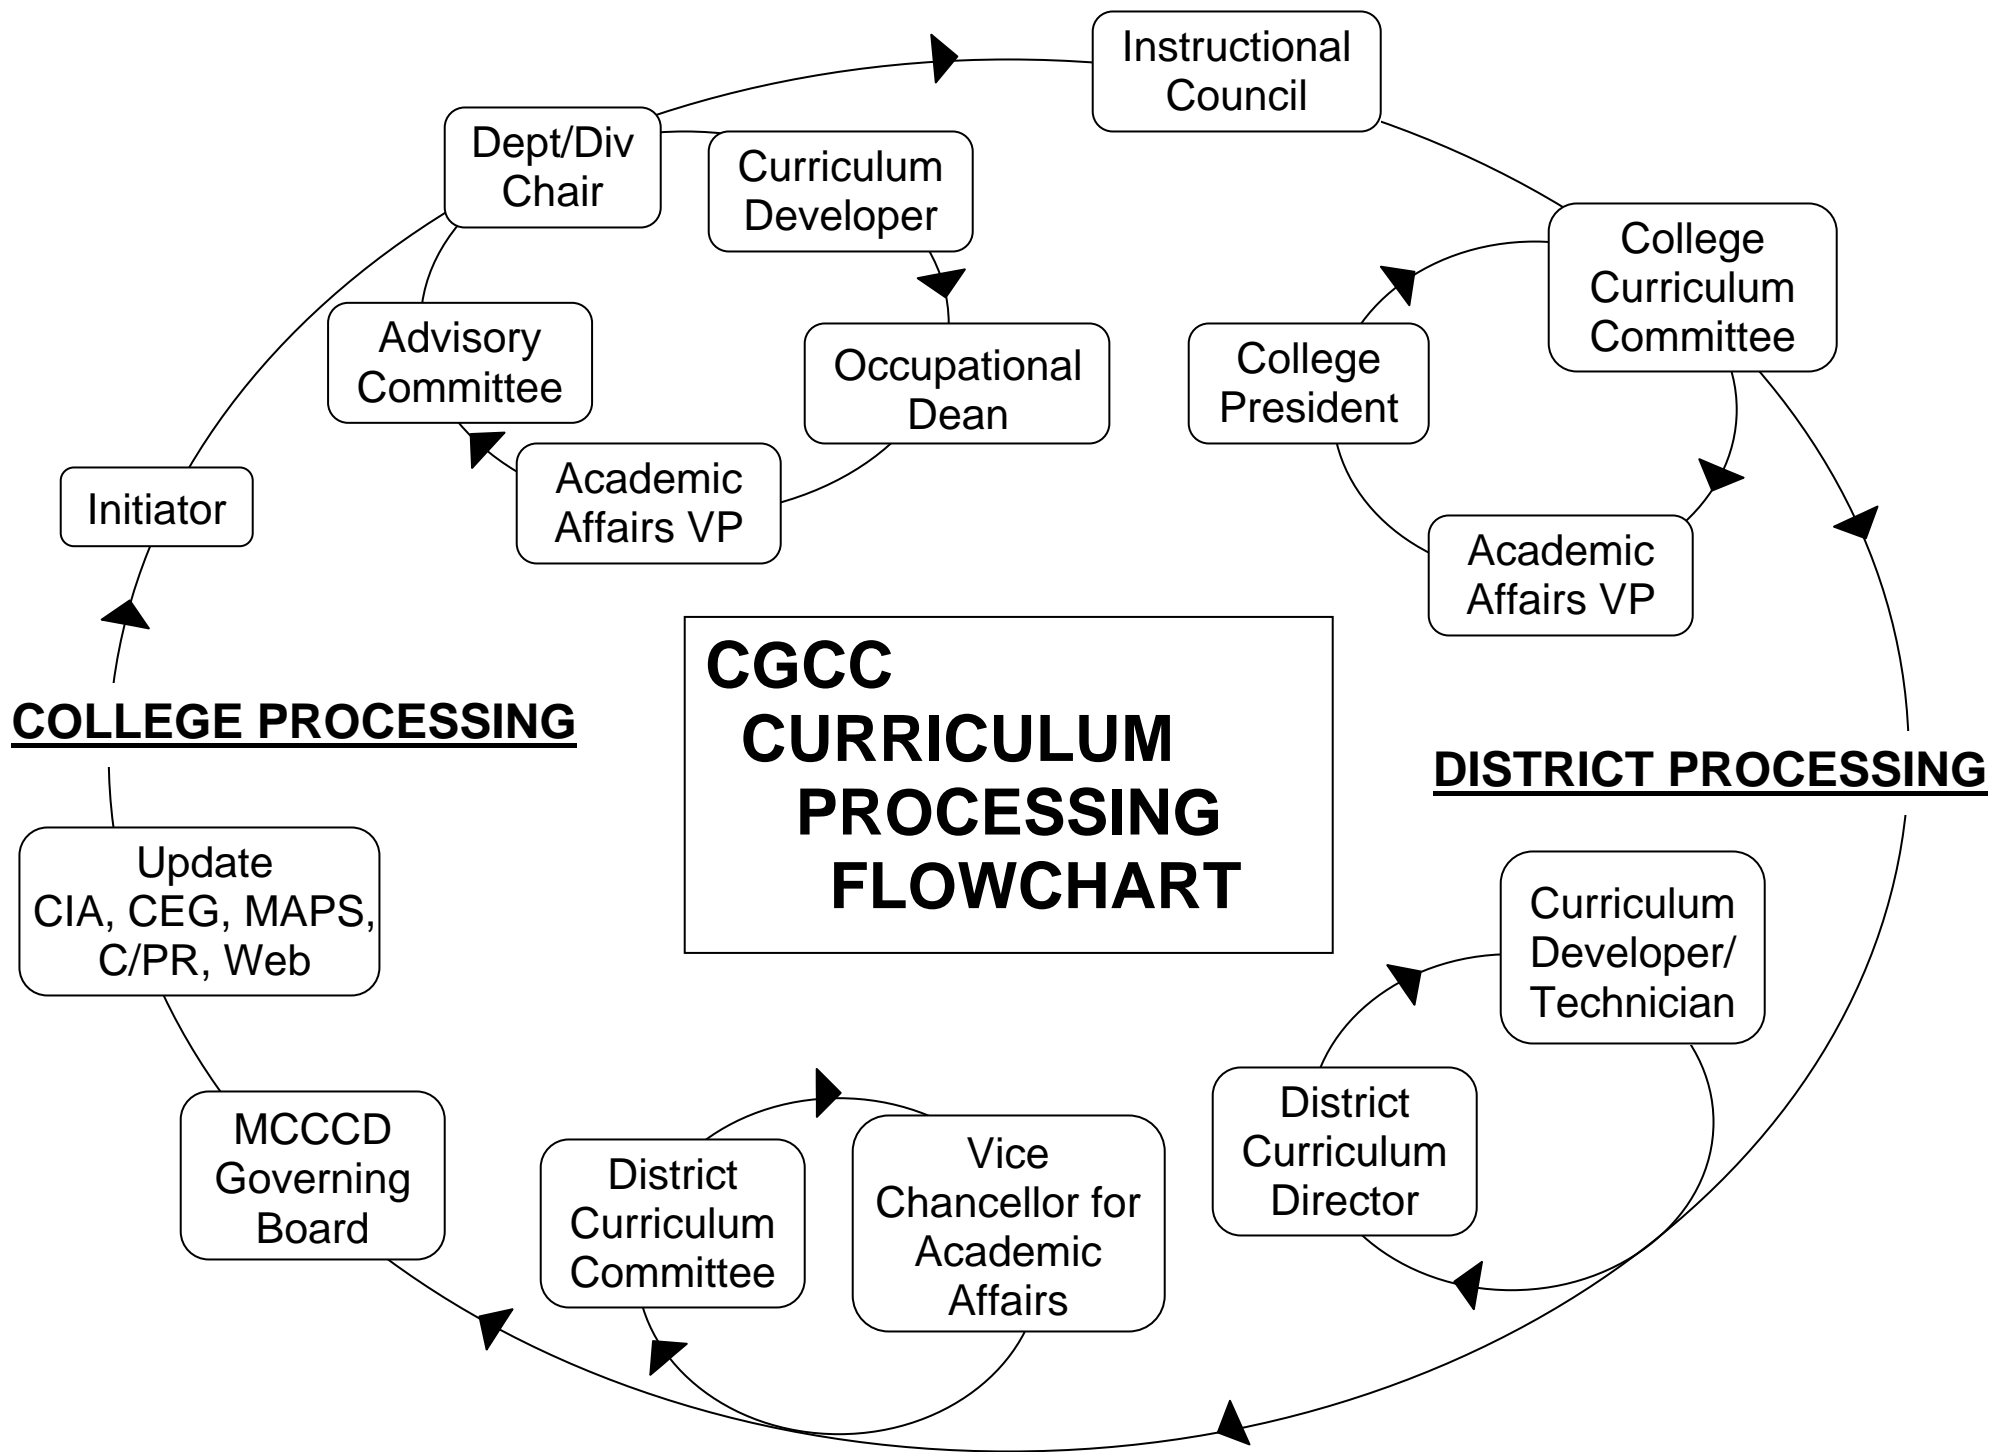 Instructional
Council
Dept/Div
Chair
Curriculum
Developer
College
Curriculum
Committee
Advisory
Committee
Occupational
Dean
College
President
Initiator
Academic
Affairs VP
Academic
Affairs VP
CGCC
CURRICULUM
PROCESSING
FLOWCHART
COLLEGE PROCESSING
DISTRICT PROCESSING
Update
CIA, CEG, MAPS,
C/PR, Web
Curriculum
Developer/
Technician
MCCCD
Governing
Board
District
Curriculum
Committee
Vice
Chancellor for
Academic
Affairs
District
Curriculum
Director